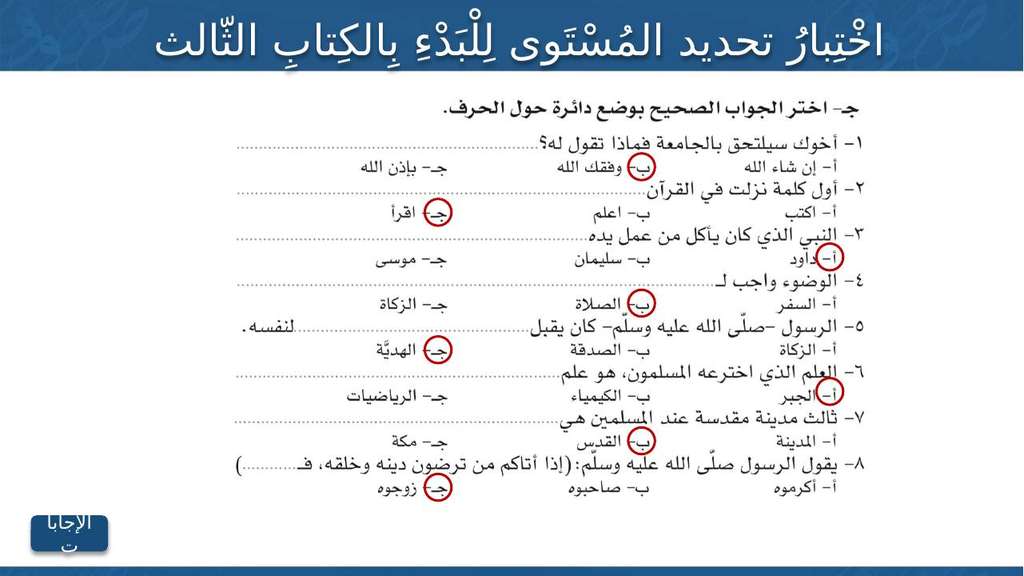 اخْتِبارُ تحديد المُسْتَوى لِلْبَدْءِ بِالكِتابِ الثّالث
جـ- اختر الجواب الصحيح بوضع دائرة حول الحرف.
١- أخوك سيلتحق بالجامعة فماذا تقول له؟......................................................
أ- إن شاء الله ب- وفقك الله جـ- بإذن الله
٢- أول كلمة نزلت في القرآن......................................................
أ- اكتب ب- اعلم جـ- اقرأ
٣- النبي الذي كان يأكل من عمل يده......................................................
أ- داود ب- سليمان جـ- موسى
٤- الوضوء واجب لـ......................................................
أ- السفر ب- الصلاة جـ- الزكاة
٥- الرسول -صلّى الله عليه وسلّم- كان يقبل..............................لنفسه.
أ- الزكاة ب- الصدقة جـ- الهديَّة
٦- العلم الذي اخترعه المسلمون، هو علم......................................................
أ- الجبر ب- الكيمياء جـ- الرياضيات
٧- ثالث مدينة مقدسة عند المسلمين هي......................................................
أ- المدينة ب- القدس جـ- مكة
٨- يقول الرسول صلّى الله عليه وسلّم: (إذا أتاكم من ترضون دينه وخلقه، فـ............)
أ- أكرموه ب- صاحبوه جـ- زوجوه
الإجابا
ت